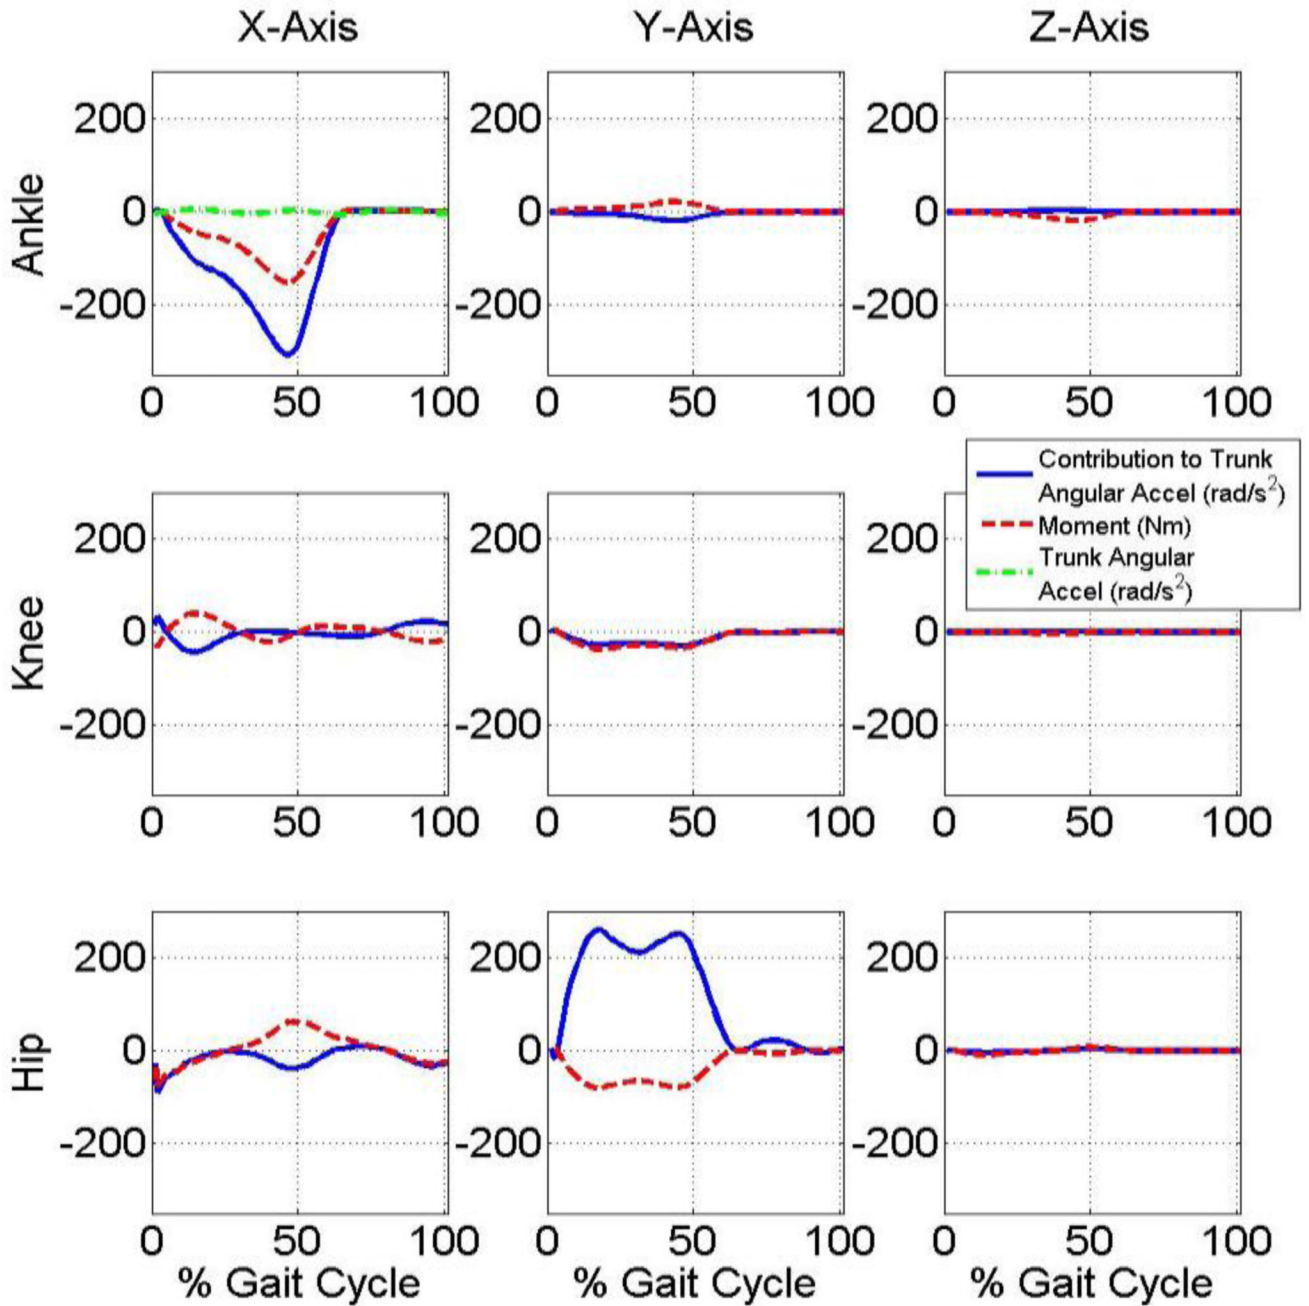 X-Axis Y-Axis Z-Axis
Ankle
200 200 200
0 0 0
-200 -200 -200
0 50 100 0 50 100 0 50 100
Contribution to Trunk
Angular Accel (rad/s²)
Moment (Nm)
Trunk Angular
Accel (rad/s²)
Knee
200 200 200
0 0 0
-200 -200 -200
0 50 100 0 50 100 0 50 100
Hip
200 200 200
0 0 0
-200 -200 -200
0 50 100 0 50 100 0 50 100
% Gait Cycle % Gait Cycle % Gait Cycle